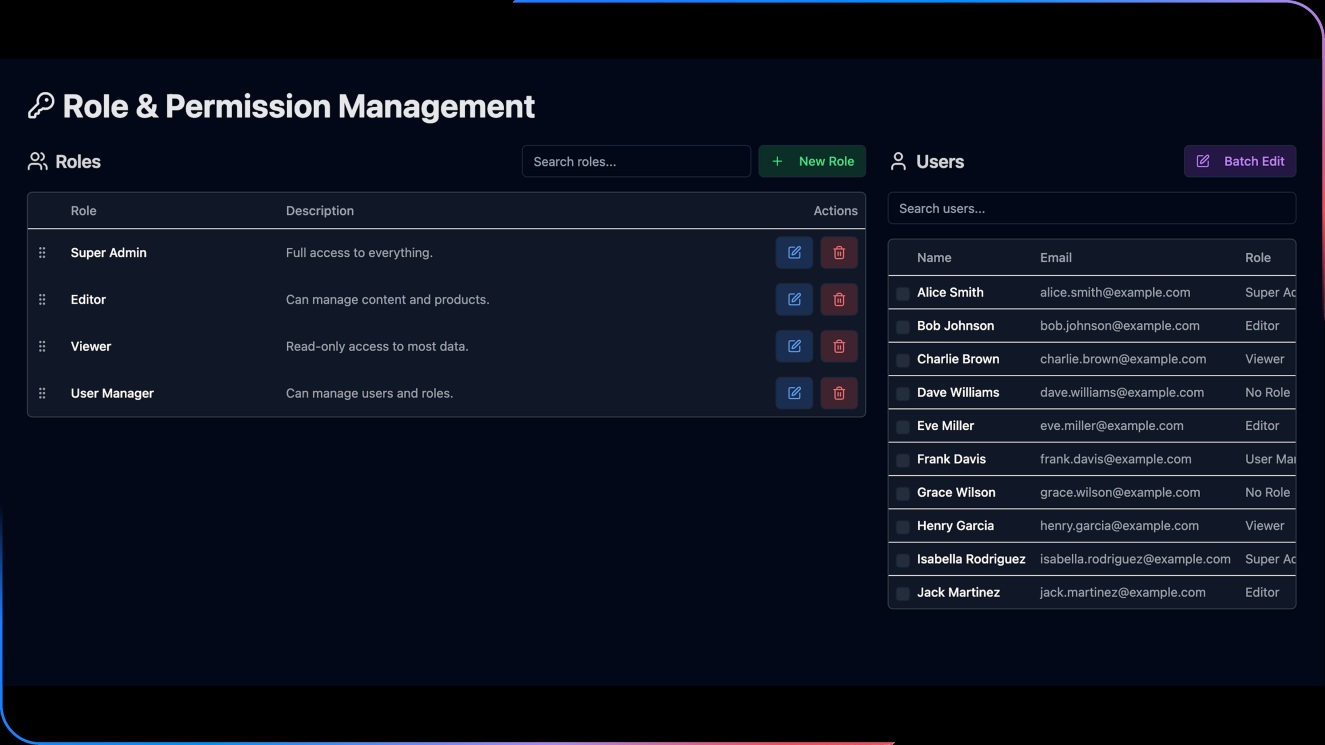 Role & Permission Management
Roles
Search roles...
+ New Role
Role Description Actions
Super Admin Full access to everything.
Editor Can manage content and products.
Viewer Read-only access to most data.
User Manager Can manage users and roles.
Users
Batch Edit
Search users...
Name Email Role
Alice Smith alice.smith@example.com Super Ad
Bob Johnson bob.johnson@example.com Editor
Charlie Brown charlie.brown@example.com Viewer
Dave Williams dave.williams@example.com No Role
Eve Miller eve.miller@example.com Editor
Frank Davis frank.davis@example.com User Man
Grace Wilson grace.wilson@example.com No Role
Henry Garcia henry.garcia@example.com Viewer
Isabella Rodriguez isabella.rodriguez@example.com Super Ad
Jack Martinez jack.martinez@example.com Editor